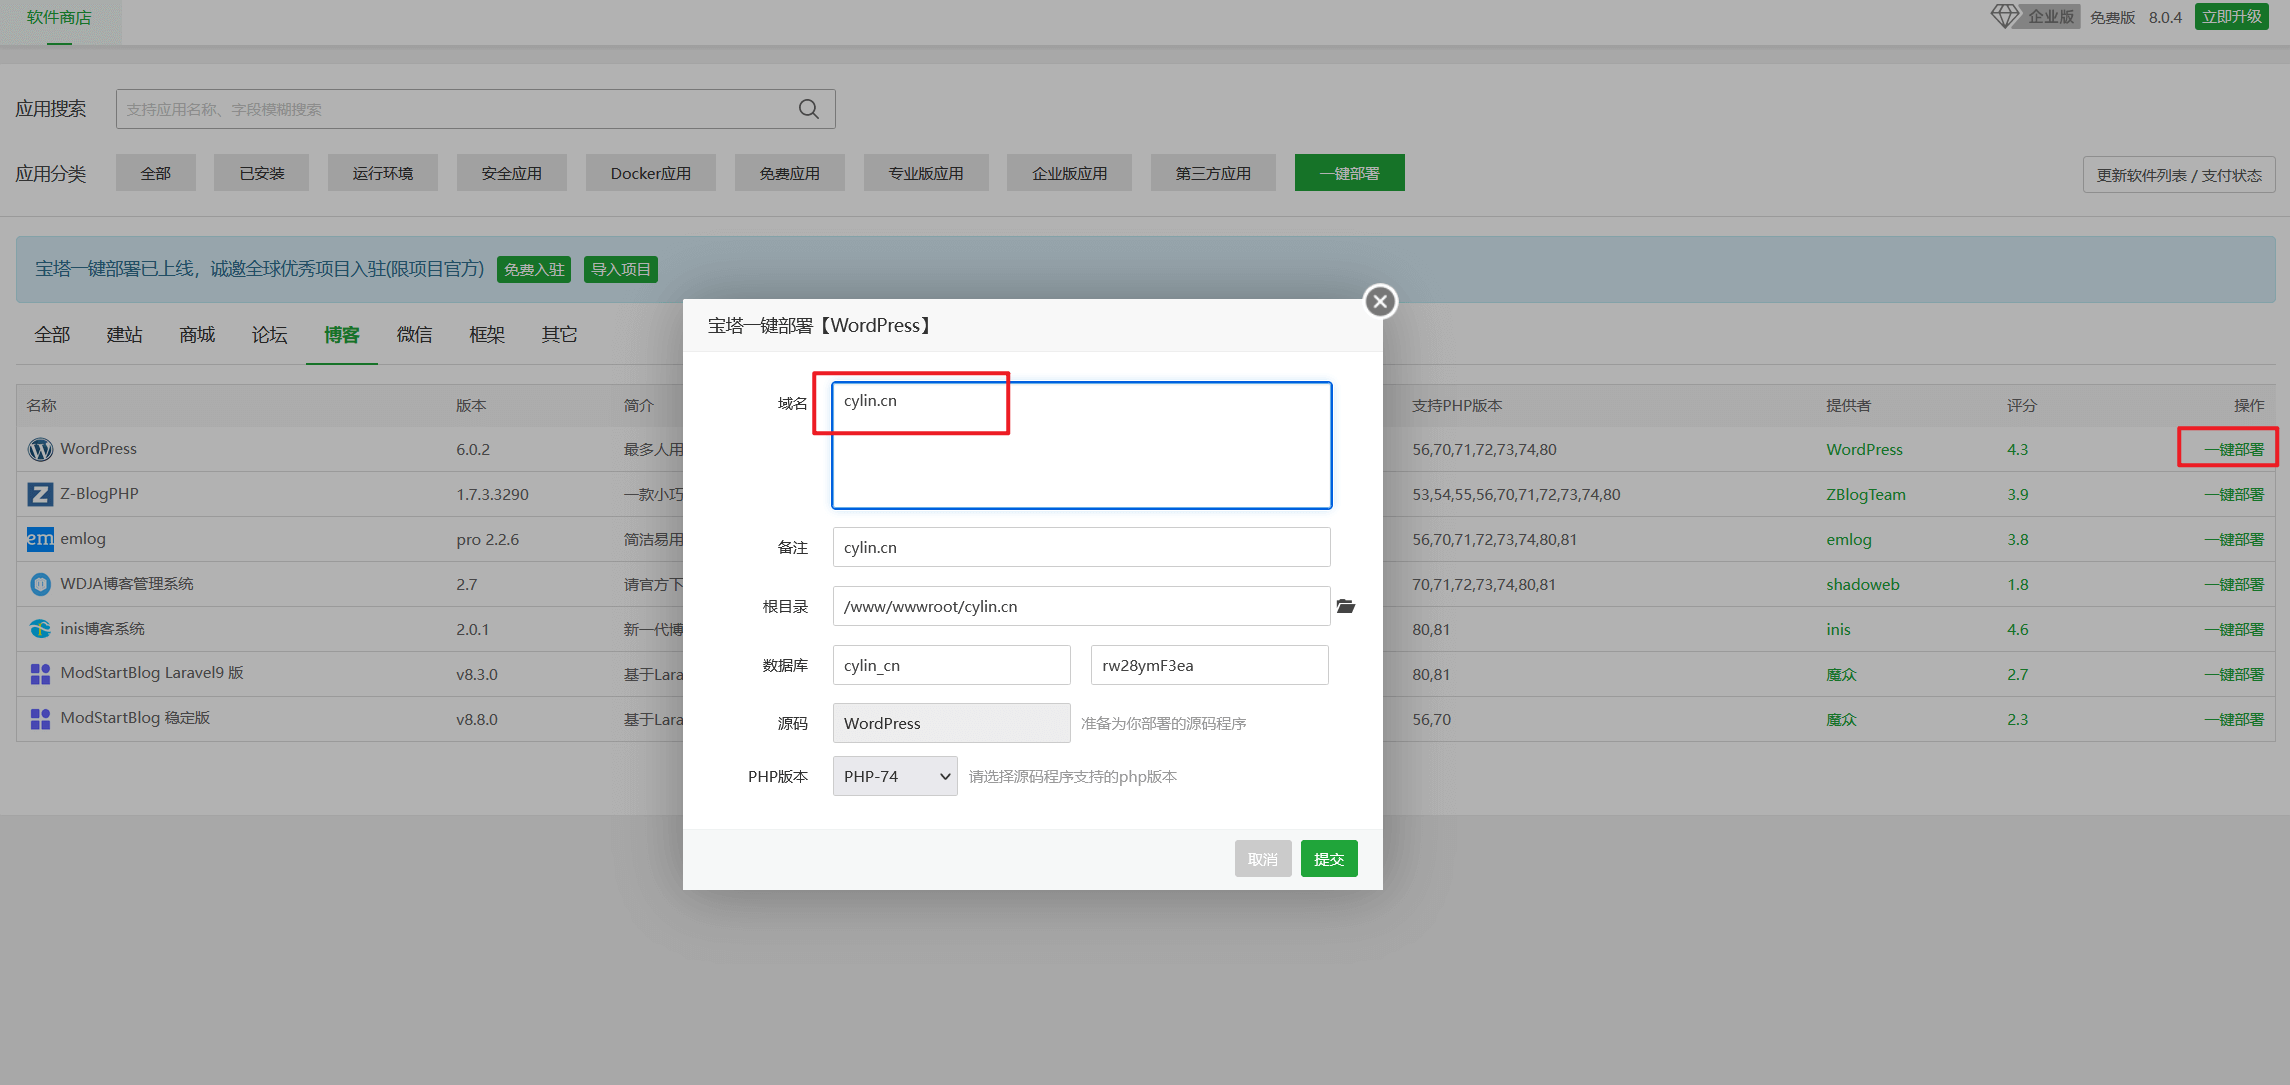 软件商店
企业版 免费版 8.0.4 立即升级
应用搜索 支持应用名称、字段模糊搜索
应用分类 全部 已安装 运行环境 安全应用 Docker应用 免费应用 专业版应用 企业版应用 第三方应用 一键部署 更新软件列表 / 支付状态
宝塔一键部署已上线，诚邀全球优秀项目入驻(限项目官方) 免费入驻 导入项目
全部 建站 商城 论坛 博客 微信 框架 其它
名称 版本 简介 支持PHP版本 提供者 评分 操作
WordPress 6.0.2 最多人用 56,70,71,72,73,74,80 WordPress 4.3 一键部署
Z-BlogPHP 1.7.3.3290 一款小巧 53,54,55,56,70,71,72,73,74,80 ZBlogTeam 3.9 一键部署
em emlog pro 2.2.6 简洁易用 56,70,71,72,73,74,80,81 emlog 3.8 一键部署
WDJA博客管理系统 2.7 请官方下 70,71,72,73,74,80,81 shadoweb 1.8 一键部署
inis博客系统 2.0.1 新一代博 80,81 inis 4.6 一键部署
ModStartBlog Laravel9 版 v8.3.0 基于Lara 80,81 魔众 2.7 一键部署
ModStartBlog 稳定版 v8.8.0 基于Lara 56,70 魔众 2.3 一键部署
宝塔一键部署【WordPress】
域名 cylin.cn
备注 cylin.cn
根目录 /www/wwwroot/cylin.cn
数据库 cylin_cn rw28ymF3ea
源码 WordPress 准备为你部署的源码程序
PHP版本 PHP-74 请选择源码程序支持的php版本
取消 提交